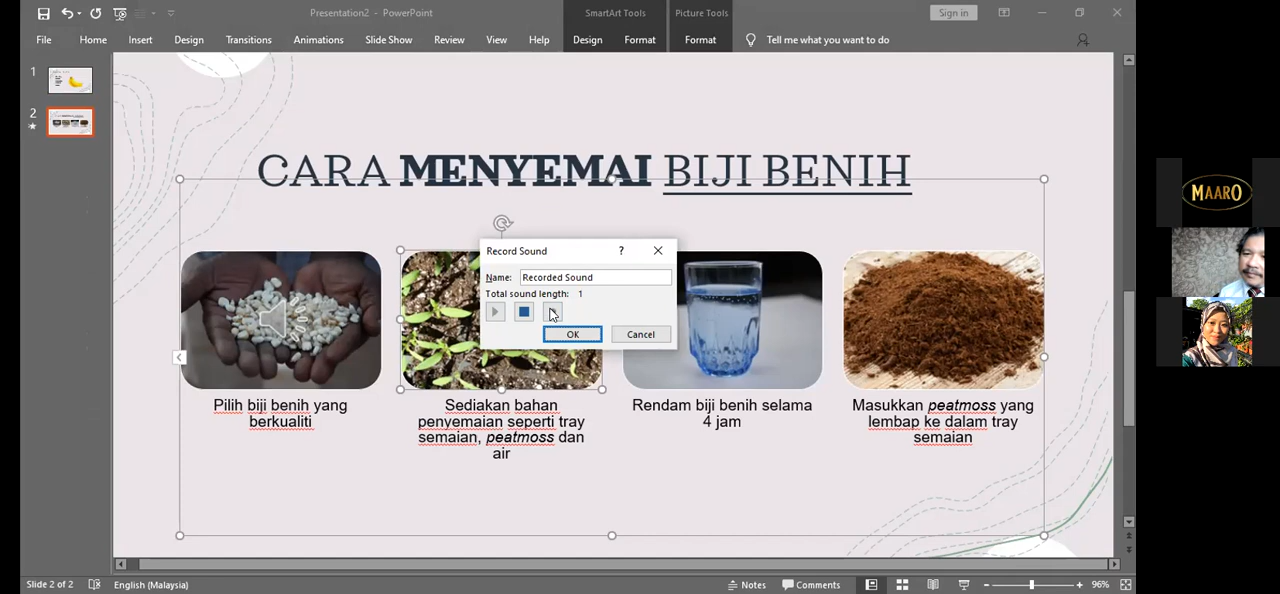 Presentation2 - PowerPoint
SmartArt Tools
Picture Tools
Sign in
File
Home
Insert
Design
Transitions
Animations
Slide Show
Review
View
Help
Design
Format
Format
Tell me what you want to do
1
2
CARA MENYEMAI BIJI BENIH
Record Sound
?
Name: Recorded Sound
Total sound length: 1
OK
Cancel
Pilih biji benih yang
berkualiti
Sediakan bahan
penyemaian seperti tray
semaian, peatmoss dan
air
Rendam biji benih selama
4 jam
Masukkan peatmoss yang
lembap ke dalam tray
semaian
MAARO
Slide 2 of 2
English (Malaysia)
Notes
Comments
96%